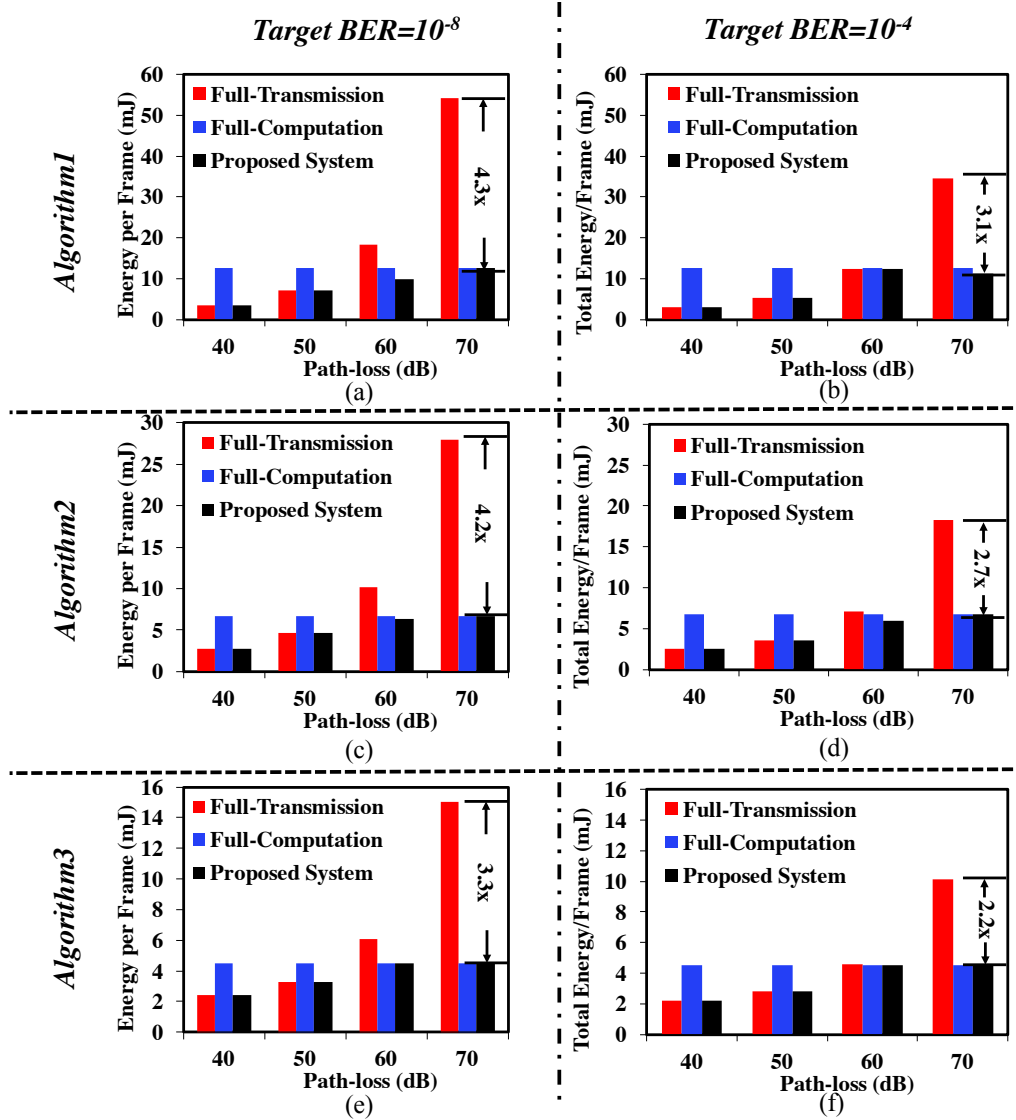 Target BER=10⁻⁸
Target BER=10⁻⁴
Algorithm1
Energy per Frame (mJ)
60
50
40
30
20
10
0
Full-Transmission
Full-Computation
Proposed System
4.3x
40 50 60 70
Path-loss (dB)
(a)
Total Energy/Frame (mJ)
60
50
40
30
20
10
0
Full-Transmission
Full-Computation
Proposed System
3.1x
40 50 60 70
Path-loss (dB)
(b)
Algorithm2
Energy per Frame (mJ)
30
25
20
15
10
5
0
Full-Transmission
Full-Computation
Proposed System
4.2x
40 50 60 70
Path-loss (dB)
(c)
Total Energy/Frame (mJ)
30
25
20
15
10
5
0
Full-Transmission
Full-Computation
Proposed System
2.7x
40 50 60 70
Path-loss (dB)
(d)
Algorithm3
Energy per Frame (mJ)
16
14
12
10
8
6
4
2
0
Full-Transmission
Full-Computation
Proposed System
3.3x
40 50 60 70
Path-loss (dB)
(e)
Total Energy/Frame (mJ)
16
14
12
10
8
6
4
2
0
Full-Transmission
Full-Computation
Proposed System
2.2x
40 50 60 70
Path-loss (dB)
(f)